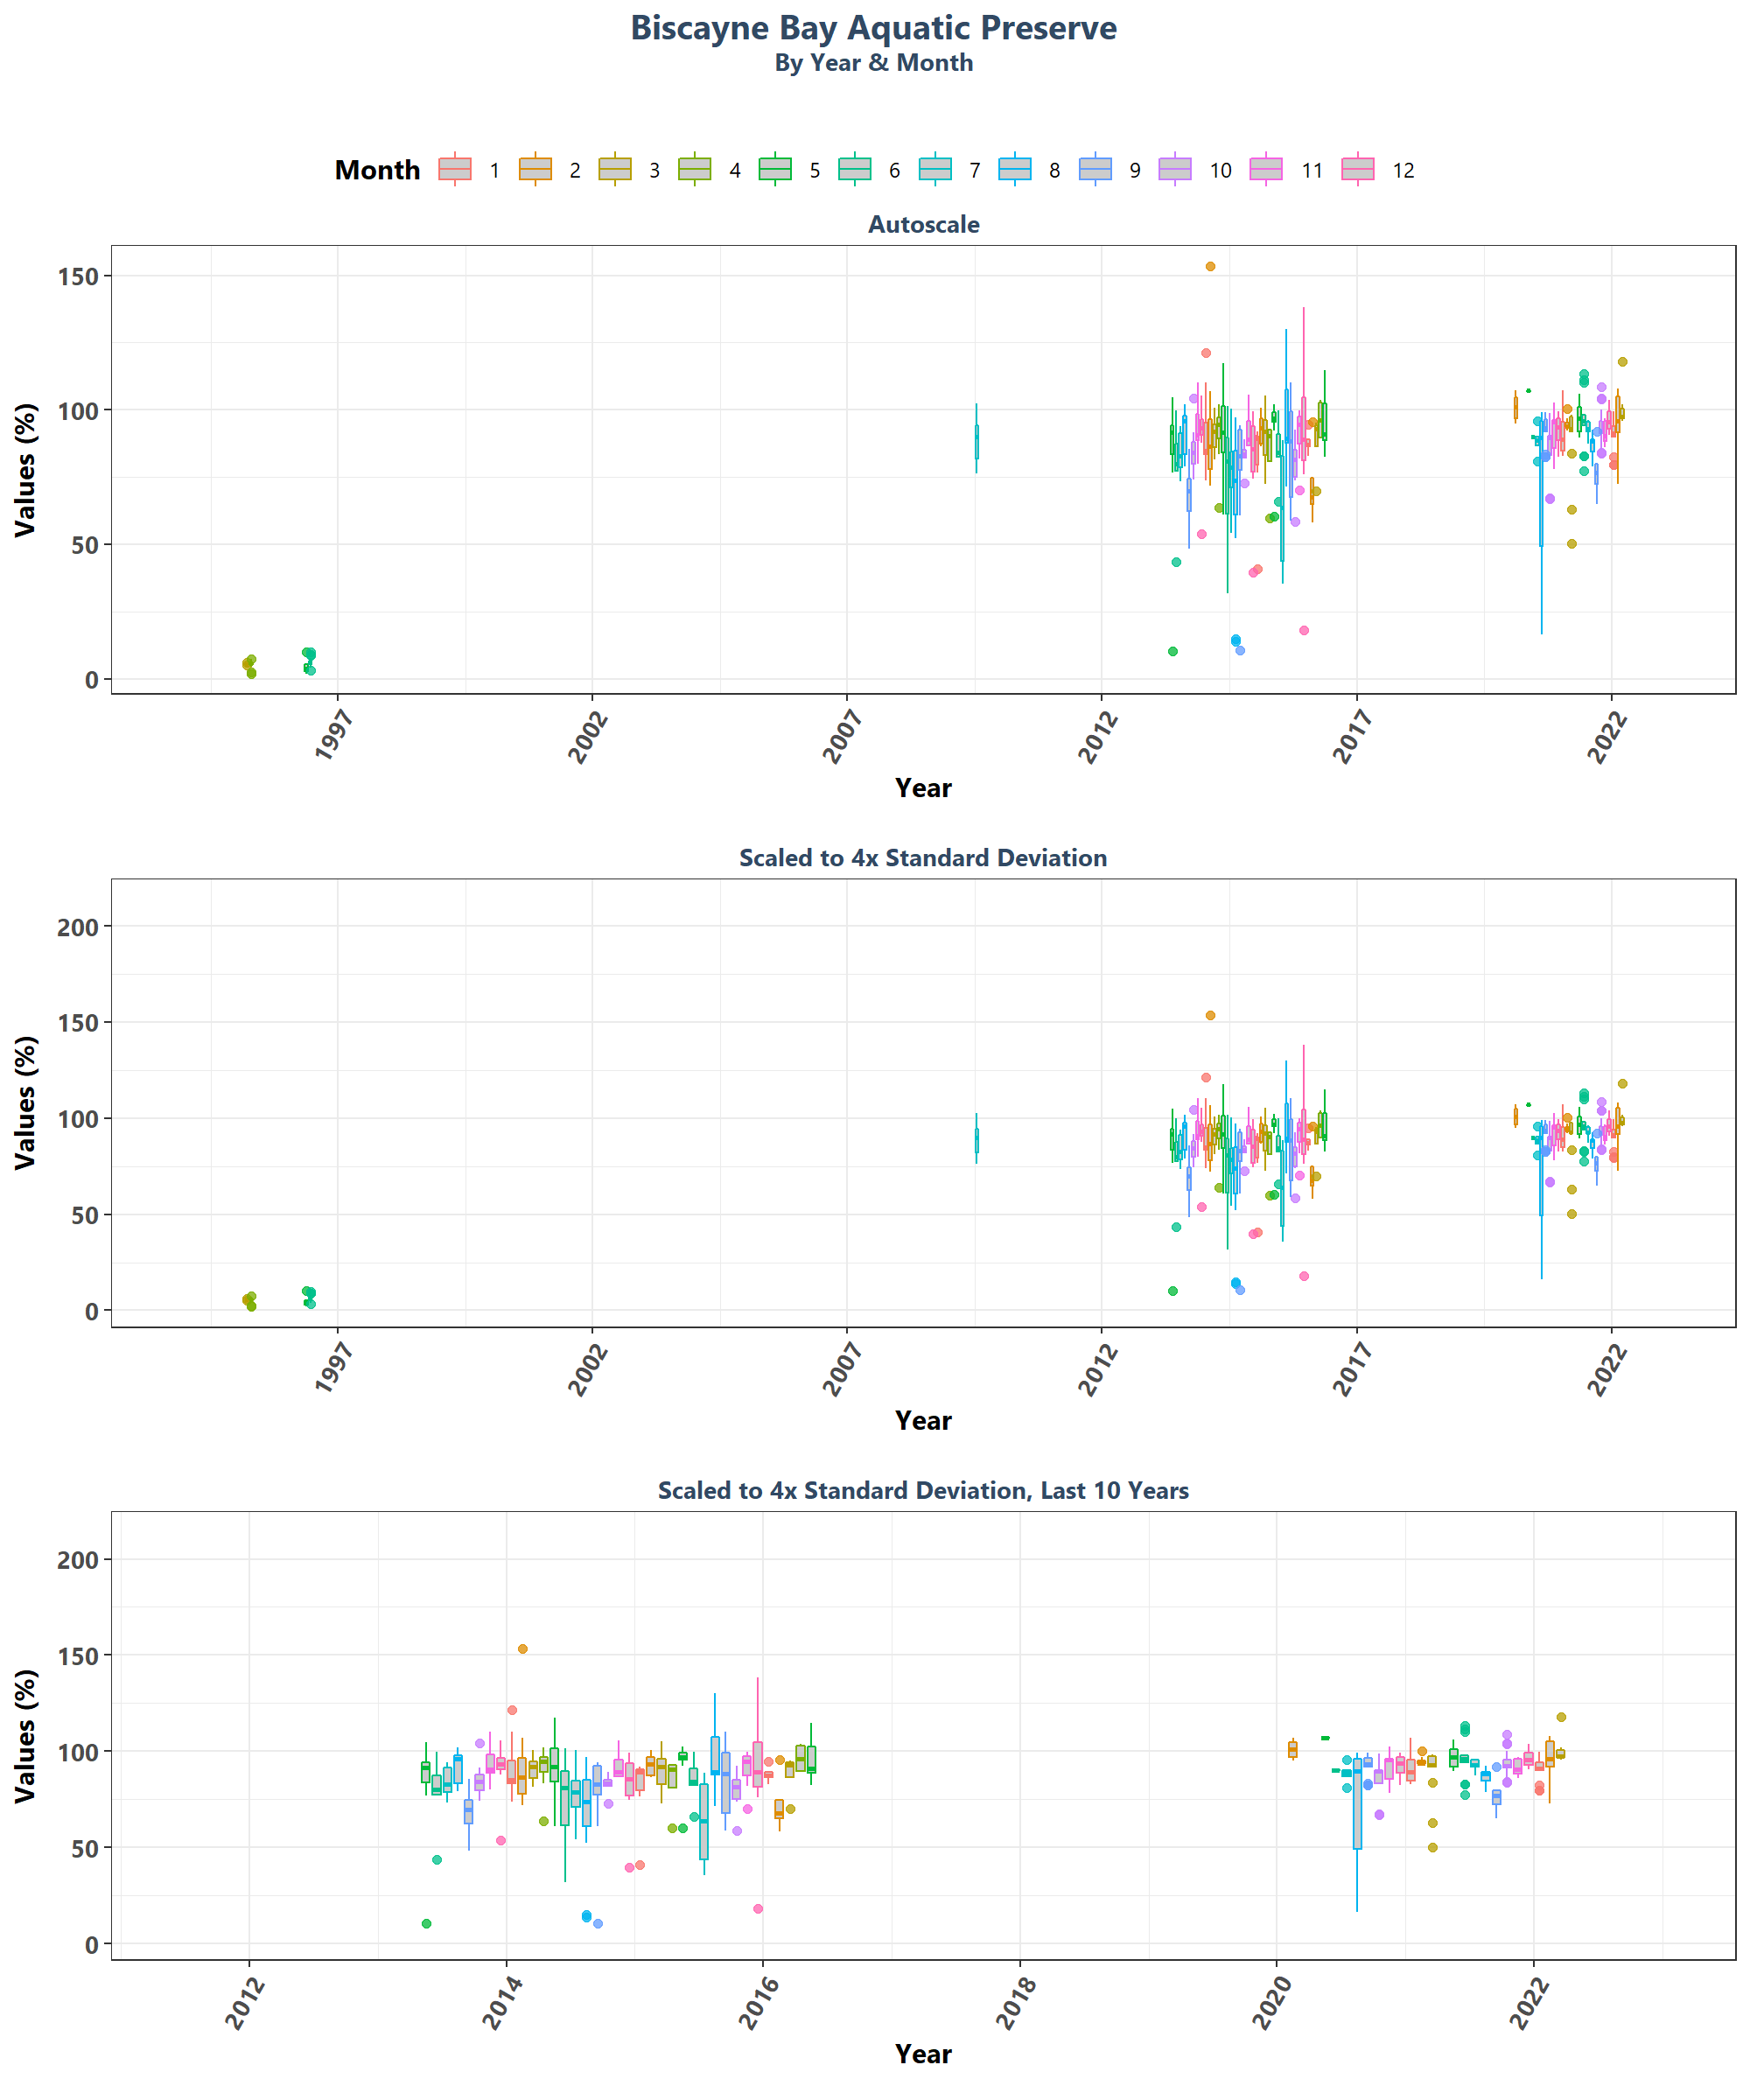 Biscayne Bay Aquatic Preserve
By Year & Month
Month 1 2 3 4 5 6 7 8 9 10 11 12
Autoscale
Values (%)
150
100
50
0
1997 2002 2007 2012 2017 2022
Year
Scaled to 4x Standard Deviation
Values (%)
200
150
100
50
0
1997 2002 2007 2012 2017 2022
Year
Scaled to 4x Standard Deviation, Last 10 Years
Values (%)
200
150
100
50
0
2012 2014 2016 2018 2020 2022
Year